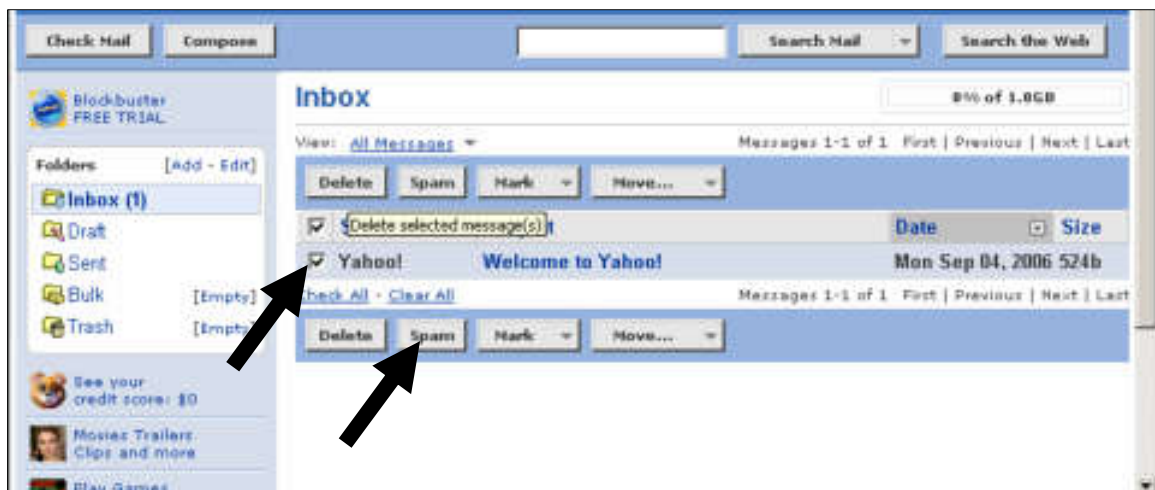 Check Mail Compose Search Mail Search the Web
Blockbuster
FREE TRIAL
Inbox
0% of 1.0GB
View: All Messages
Messages 1-1 of 1 First | Previous | Next | Last
Folders [Add - Edit]
Delete Spam Mark Move...
Inbox (1)
Delete selected message(s)
Date Size
Draft
Yahoo! Welcome to Yahoo! Mon Sep 04, 2006 524b
Sent
Check All - Clear All
Messages 1-1 of 1 First | Previous | Next | Last
Bulk [Empty]
Trash [Empty]
Delete Spam Mark Move...
See your
credit score: $0
Movies Trailers
Clips and more
Play Games